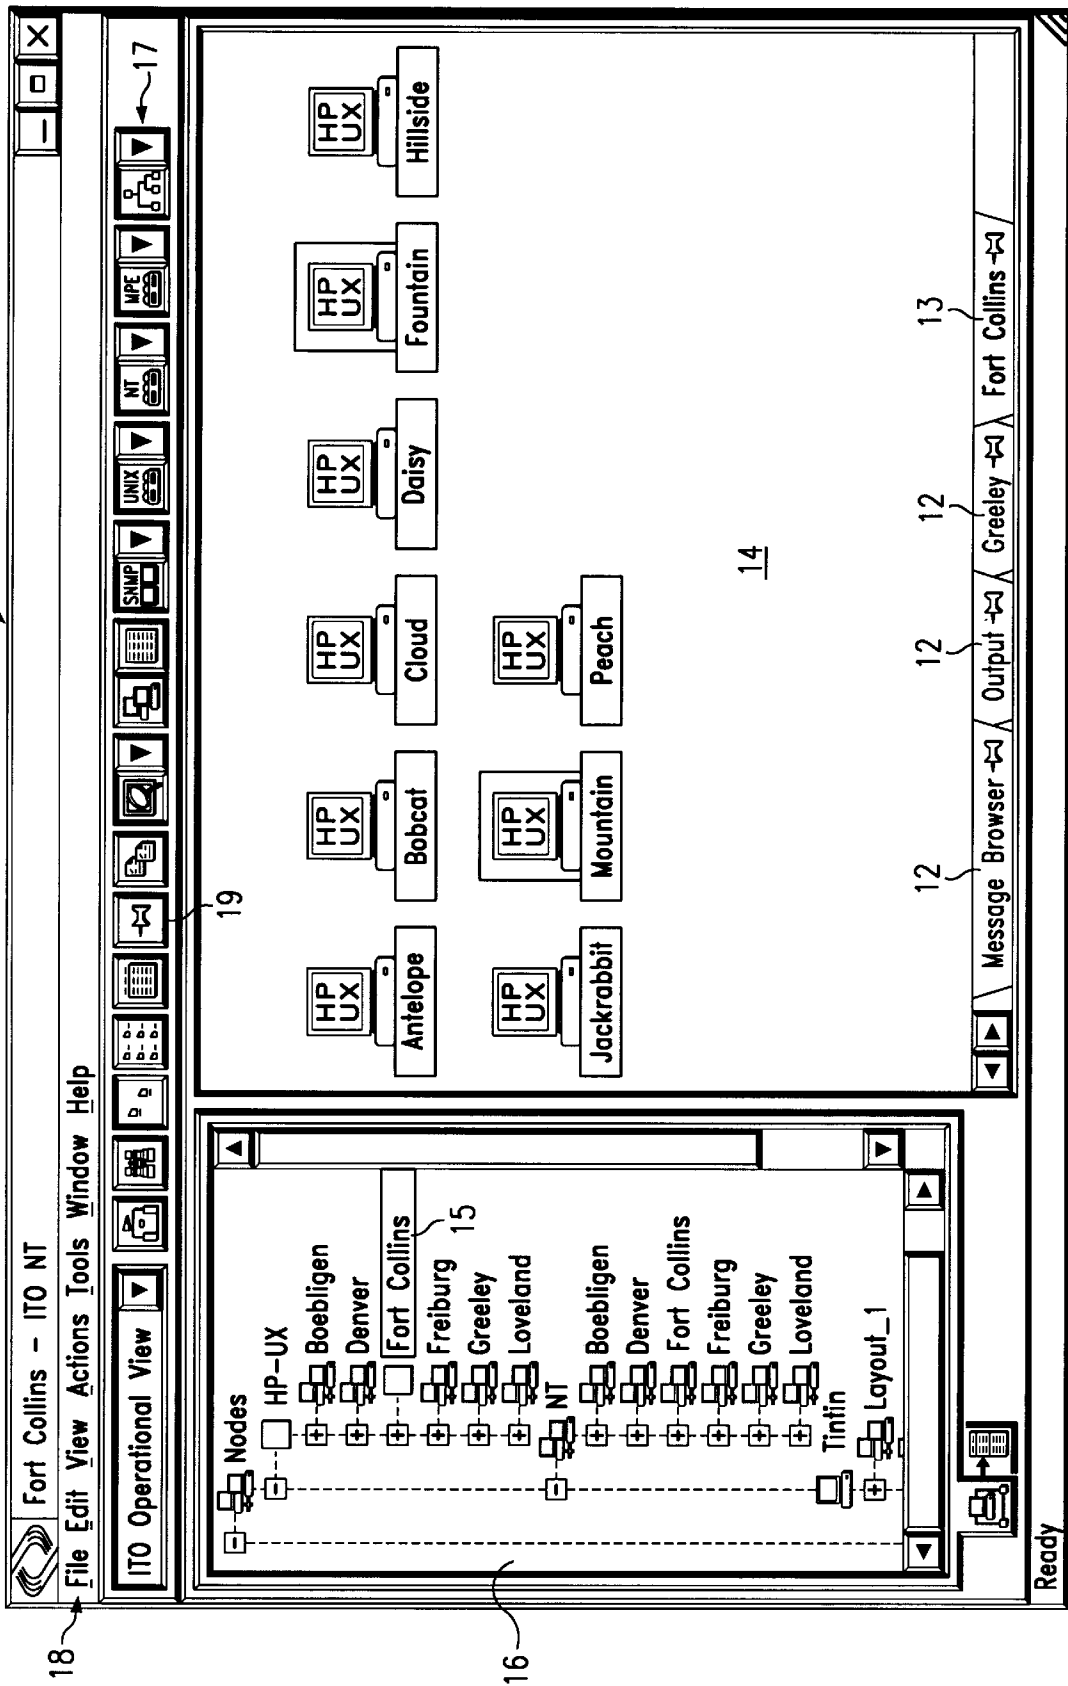 Fort Collins – ITO NT
18
File Edit View Actions Tools Window Help
ITO Operational View
SNMP
UNIX
NT
MPE
17
19
Nodes
HP-UX
Boebligen
Denver
Fort Collins
15
Freiburg
Greeley
Loveland
NT
Boebligen
Denver
Fort Collins
Freiburg
Greeley
Loveland
Tintin
Layout_1
16
HP UX
Antelope
HP UX
Bobcat
HP UX
Cloud
HP UX
Daisy
HP UX
Fountain
HP UX
Hillside
HP UX
Jackrabbit
HP UX
Mountain
HP UX
Peach
14
12
12
12
13
Message Browser
Output
Greeley
Fort Collins
Ready